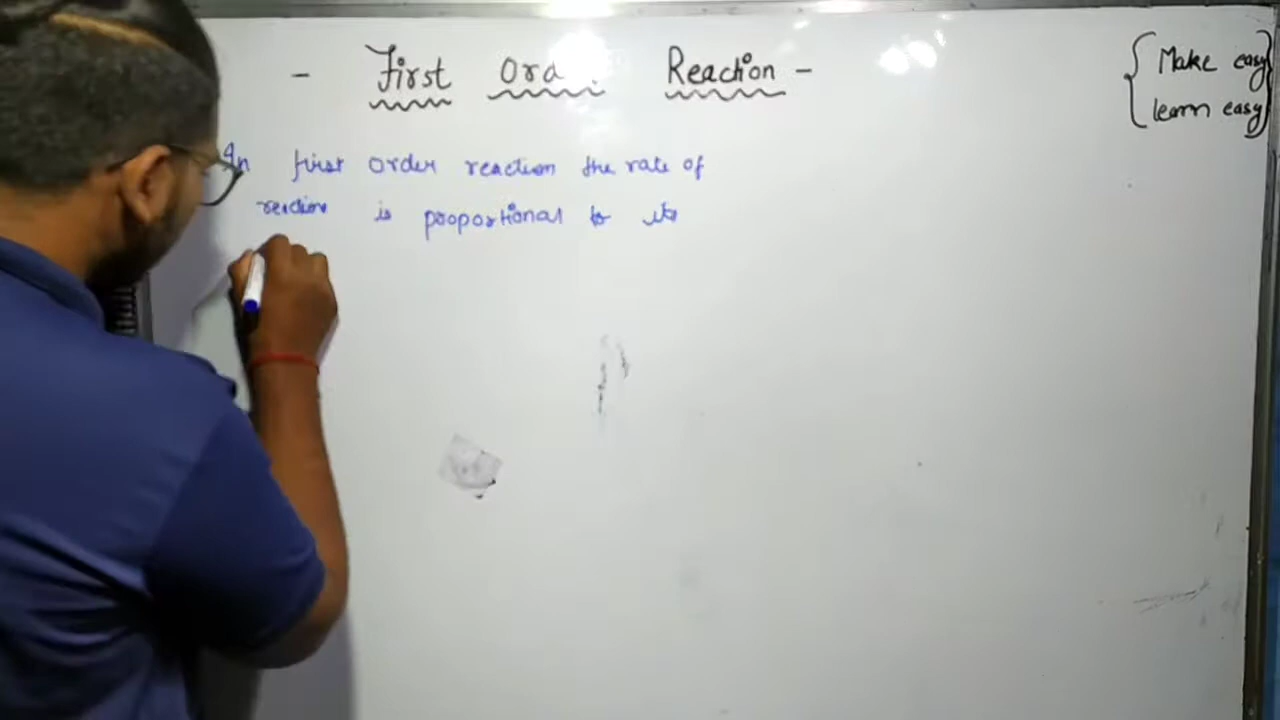 - First Ord. Reaction -
{ Make easy }
{ learn easy }
In first order reaction the rate of
reaction is proportional to its